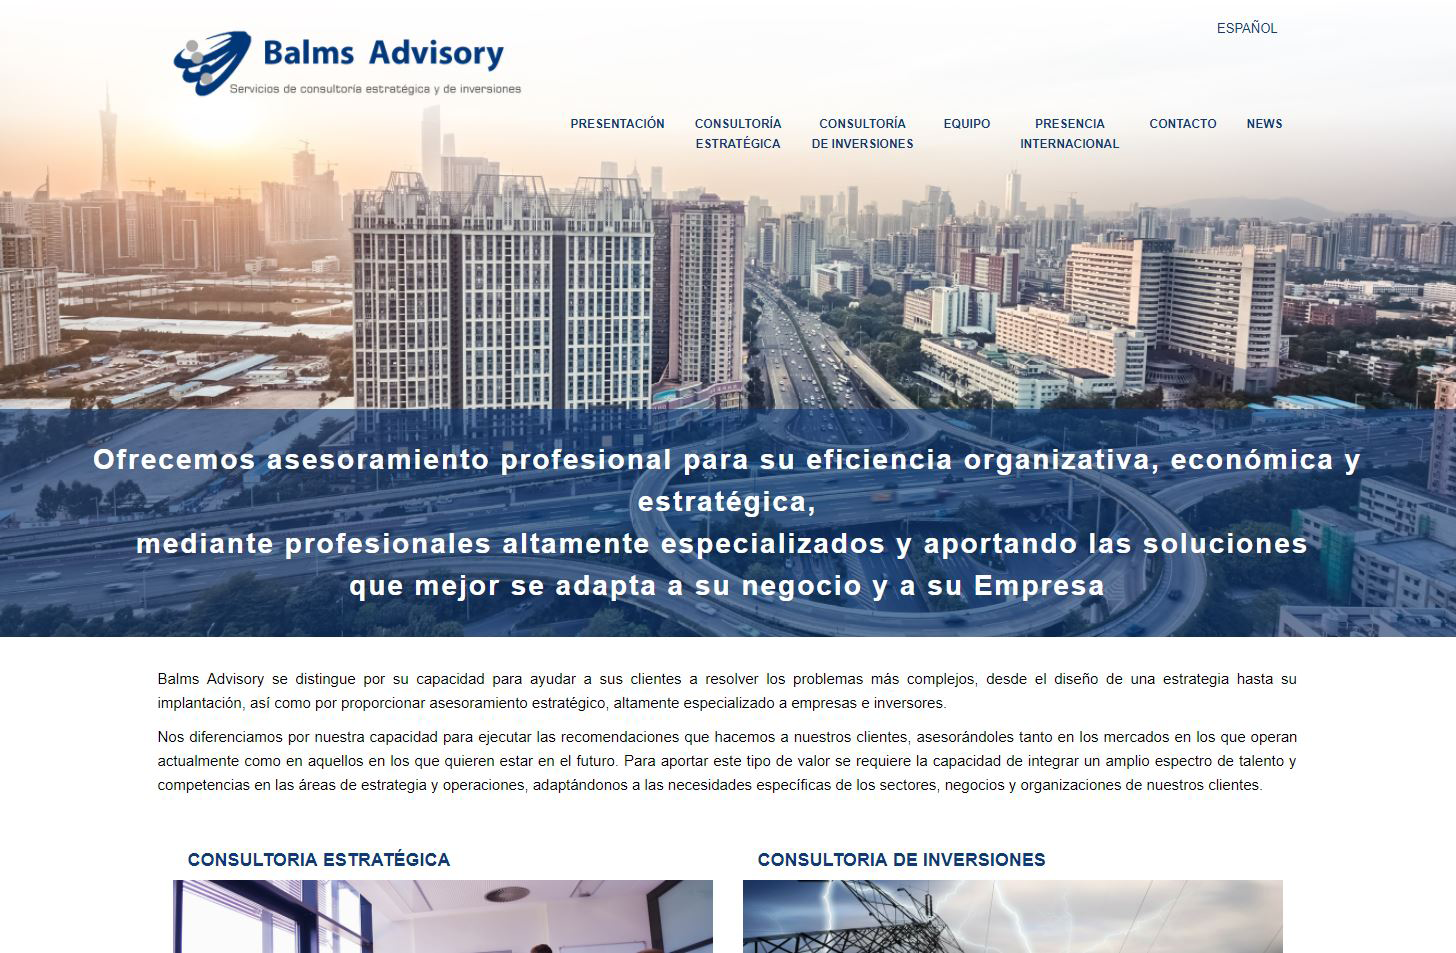 Balms Advisory
Servicios de consultoría estratégica y de inversiones
ESPAÑOL
PRESENTACIÓN
CONSULTORÍA
ESTRATÉGICA
CONSULTORÍA
DE INVERSIONES
EQUIPO
PRESENCIA
INTERNACIONAL
CONTACTO
NEWS
Ofrecemos asesoramiento profesional para su eficiencia organizativa, económica y
estratégica,
mediante profesionales altamente especializados y aportando las soluciones
que mejor se adapta a su negocio y a su Empresa
Balms Advisory se distingue por su capacidad para ayudar a sus clientes a resolver los problemas más complejos, desde el diseño de una estrategia hasta su
implantación, así como por proporcionar asesoramiento estratégico, altamente especializado a empresas e inversores.
Nos diferenciamos por nuestra capacidad para ejecutar las recomendaciones que hacemos a nuestros clientes, asesorándoles tanto en los mercados en los que operan
actualmente como en aquellos en los que quieren estar en el futuro. Para aportar este tipo de valor se requiere la capacidad de integrar un amplio espectro de talento y
competencias en las áreas de estrategia y operaciones, adaptándonos a las necesidades específicas de los sectores, negocios y organizaciones de nuestros clientes.
CONSULTORIA ESTRATÉGICA
CONSULTORIA DE INVERSIONES